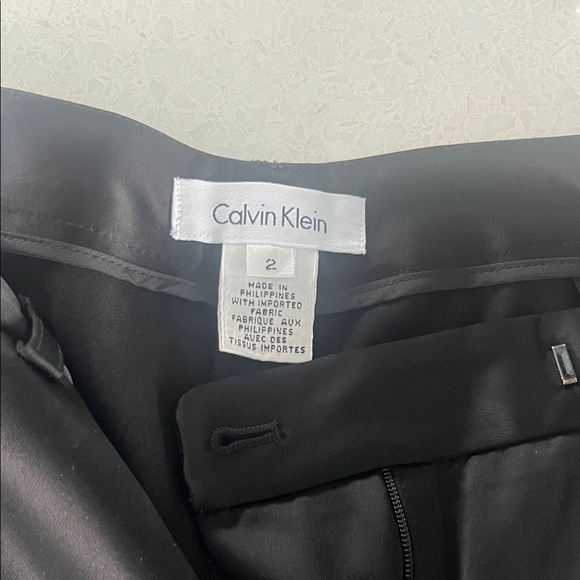 Calvin Klein
2
MADE IN
PHILIPPINES
WITH IMPORTED
FABRIC
FABRIQUE AUX
PHILIPPINES
AVEC DES
TISSUS IMPORTES